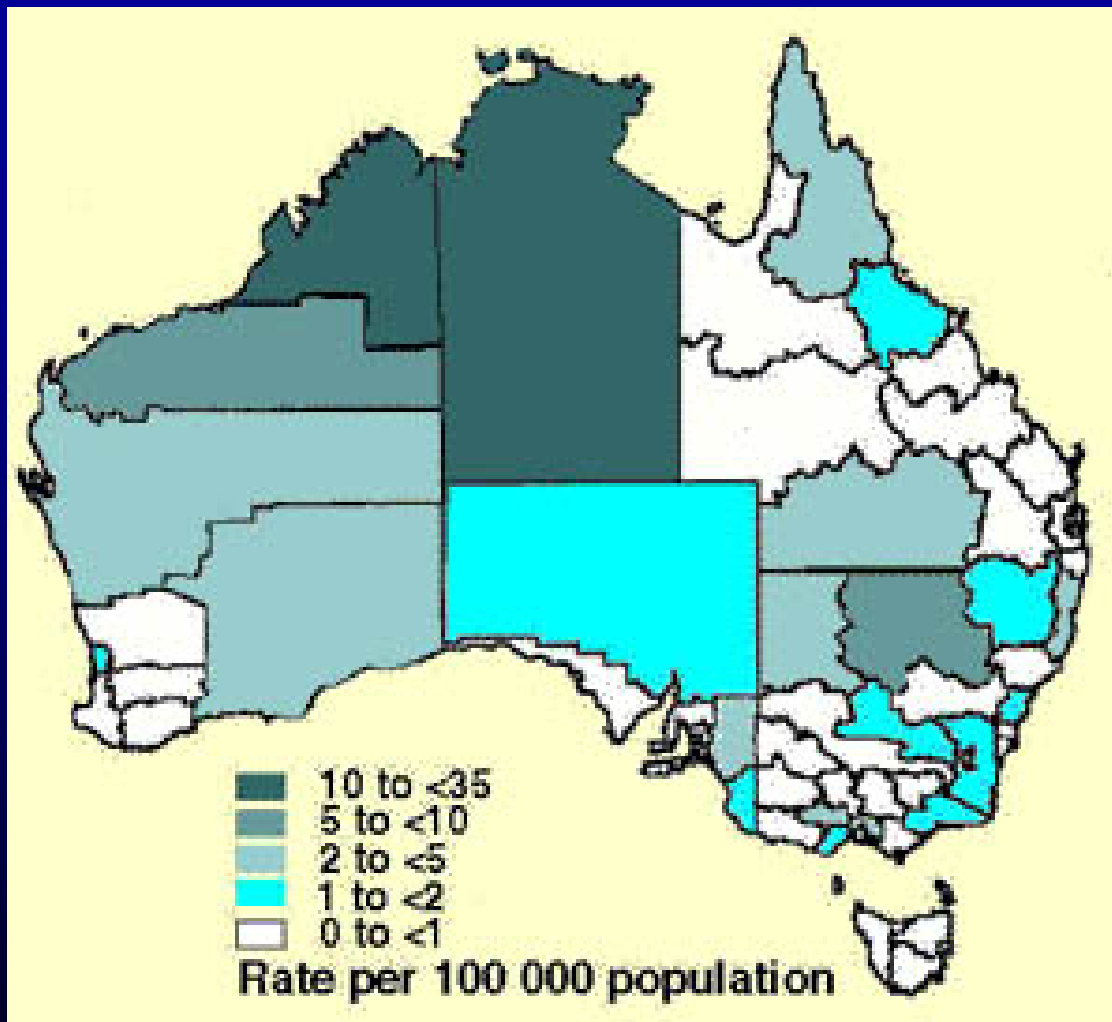 10 to <35
5 to <10
2 to <5
1 to <2
0 to <1
Rate per 100 000 population